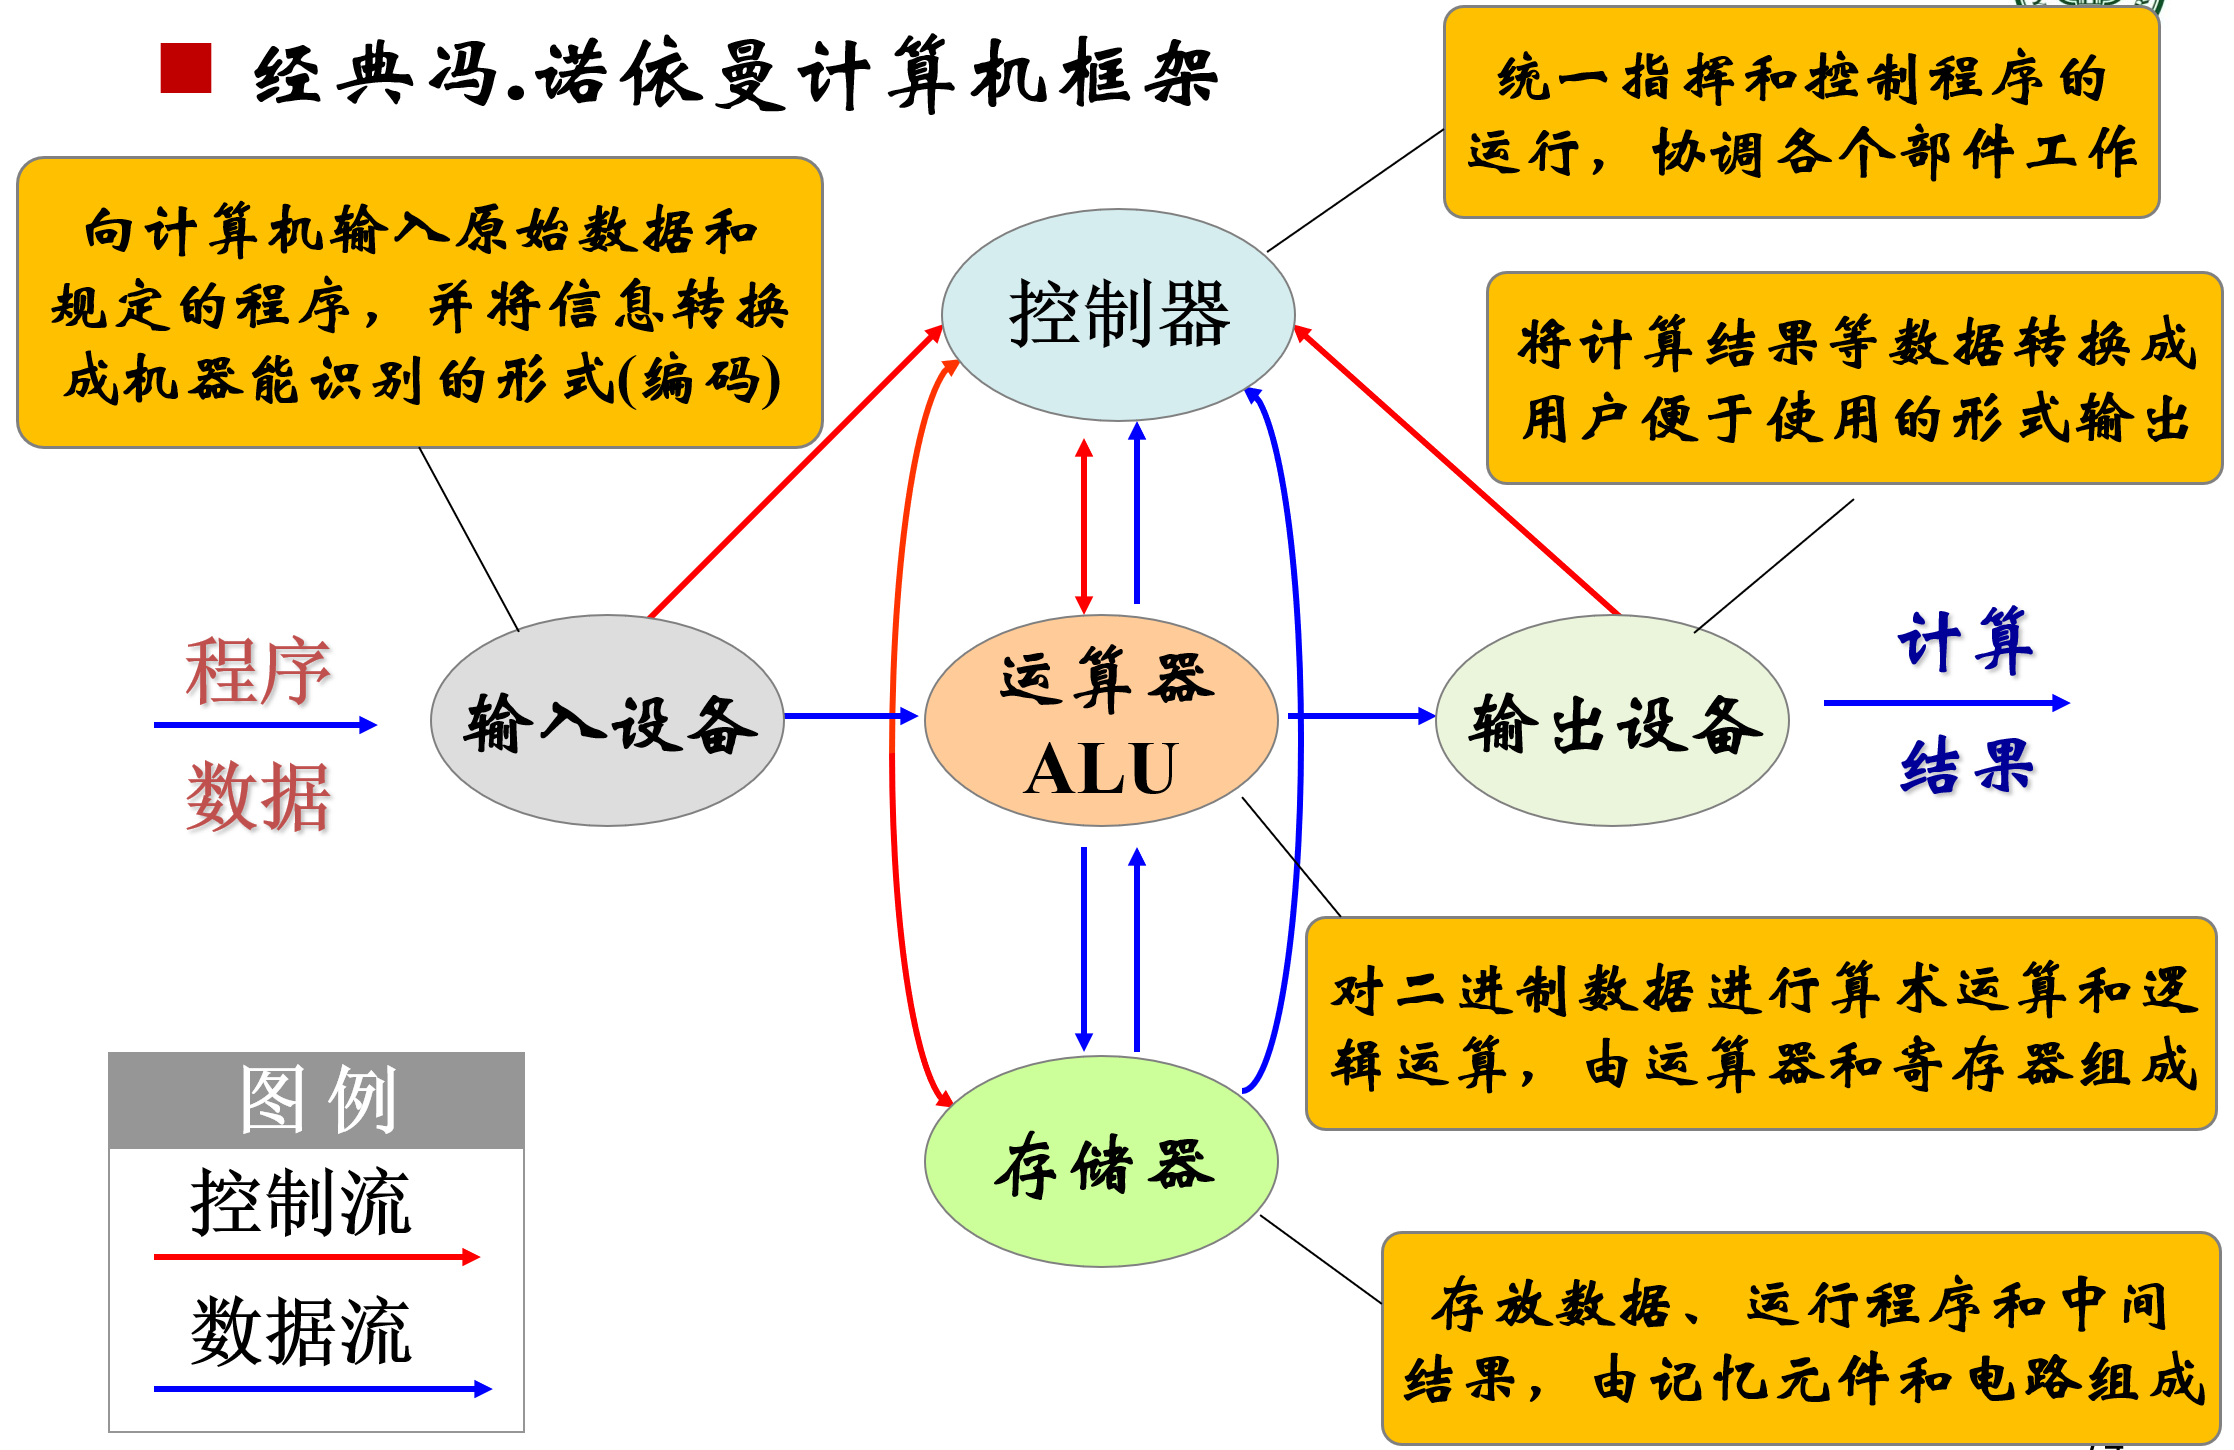 经典冯.诺依曼计算机框架
统一指挥和控制程序的
运行，协调各个部件工作
向计算机输入原始数据和
规定的程序，并将信息转换
成机器能识别的形式(编码)
控制器
将计算结果等数据转换成
用户便于使用的形式输出
程序
数据
输入设备
运算器
ALU
输出设备
计算
结果
对二进制数据进行算术运算和逻
辑运算，由运算器和寄存器组成
存储器
图例
控制流
数据流
存放数据、运行程序和中间
结果，由记忆元件和电路组成